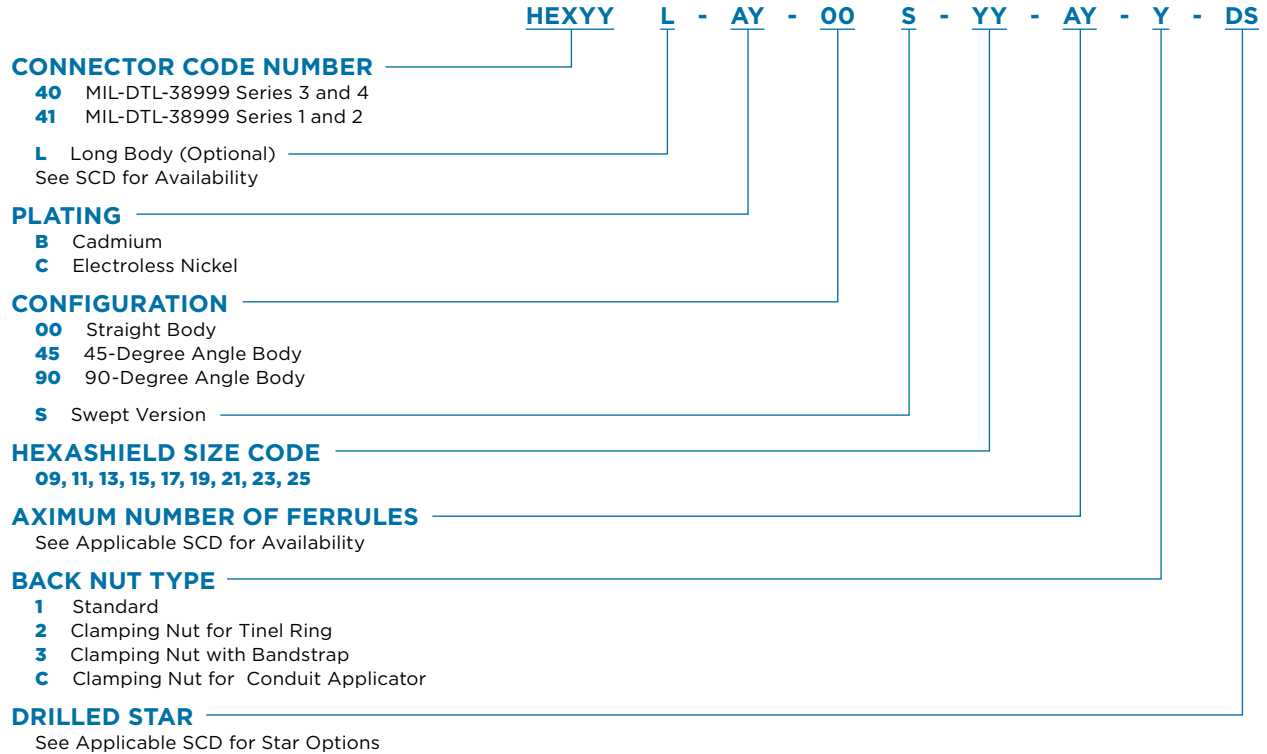 HEXYY L - AY - 00 S - YY - AY - Y - DS
CONNECTOR CODE NUMBER
40 MIL-DTL-38999 Series 3 and 4
41 MIL-DTL-38999 Series 1 and 2
L Long Body (Optional)
See SCD for Availability
PLATING
B Cadmium
C Electroless Nickel
CONFIGURATION
00 Straight Body
45 45-Degree Angle Body
90 90-Degree Angle Body
S Swept Version
HEXASHIELD SIZE CODE
09, 11, 13, 15, 17, 19, 21, 23, 25
AXIMUM NUMBER OF FERRULES
See Applicable SCD for Availability
BACK NUT TYPE
1 Standard
2 Clamping Nut for Tinel Ring
3 Clamping Nut with Bandstrap
C Clamping Nut for Conduit Applicator
DRILLED STAR
See Applicable SCD for Star Options